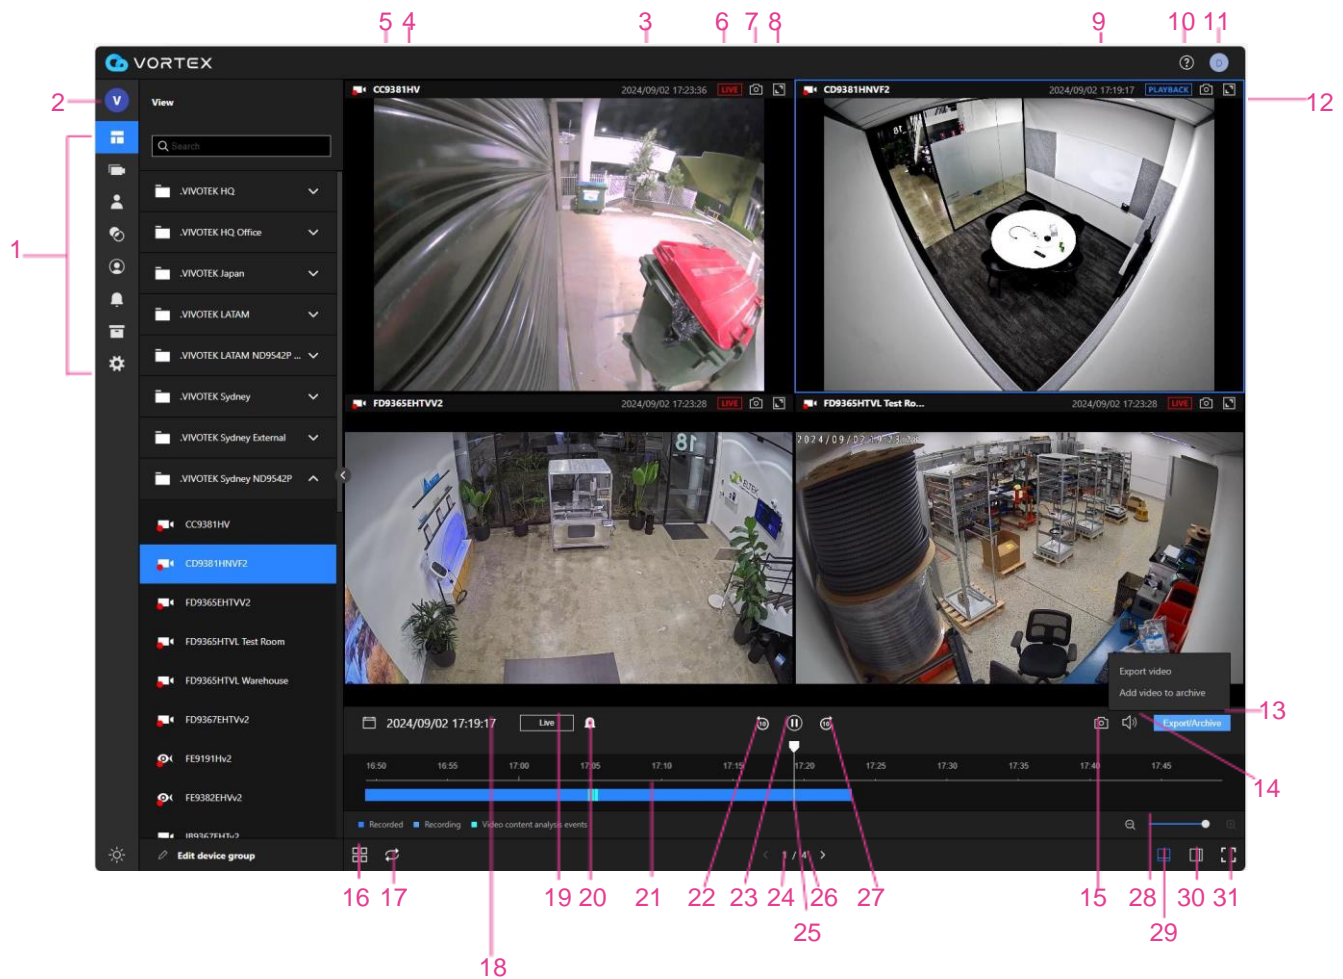 5 4 3 6 7 8 9 10 11
VORTEX
?
D
2
V
View
CC9381HV 2024/09/02 17:23:36 LIVE
CD9381HNVF2 2024/09/02 17:19:17 PLAYBACK
12
Search
.VIVOTEK HQ
.VIVOTEK HQ Office
1
.VIVOTEK Japan
.VIVOTEK LATAM
.VIVOTEK LATAM ND9542P ...
.VIVOTEK Sydney
.VIVOTEK Sydney External
.VIVOTEK Sydney ND9542P
FD9365EHTVV2 2024/09/02 17:23:28 LIVE
FD9365HTVL Test Ro... 2024/09/02 17:23:28 LIVE
18
ELTEK
CC9381HV
CD9381HNVF2
FD9365EHTVV2
FD9365HTVL Test Room
FD9365HTVL Warehouse
FD9367EHTVv2
FE9191Hv2
FE9382EHVv2
IB9367EHTv2
Edit device group
Export video
Add video to archive
13
2024/09/02 17:19:17 Live 10 10 Export/Archive
14
16:50 16:55 17:00 17:05 17:10 17:15 17:20 17:25 17:30 17:35 17:40 17:45
Recorded Recording Video content analysis events
1 / 4
16 17 19 20 21 22 23 24 26 27 15 28 30 31
25 29
18